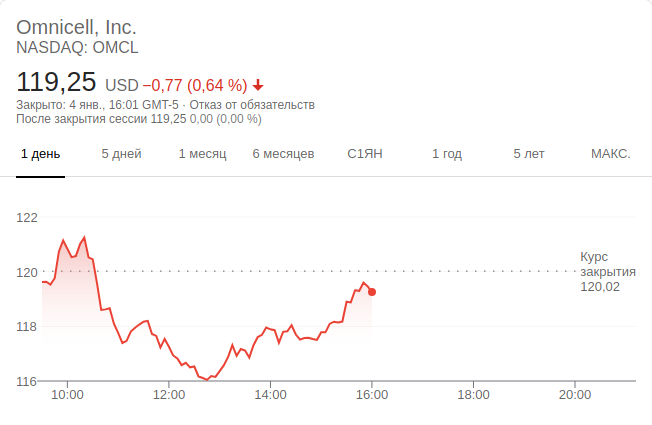 Omnicell, Inc.
NASDAQ: OMCL
119,25 USD −0,77 (0,64 %)
Закрыто: 4 янв., 16:01 GMT-5 · Отказ от обязательств
После закрытия сессии 119,25 0,00 (0,00 %)
1 день 5 дней 1 месяц 6 месяцев С1ЯН 1 год 5 лет МАКС.
122
120
118
116
Курс
закрытия
120,02
10:00 12:00 14:00 16:00 18:00 20:00